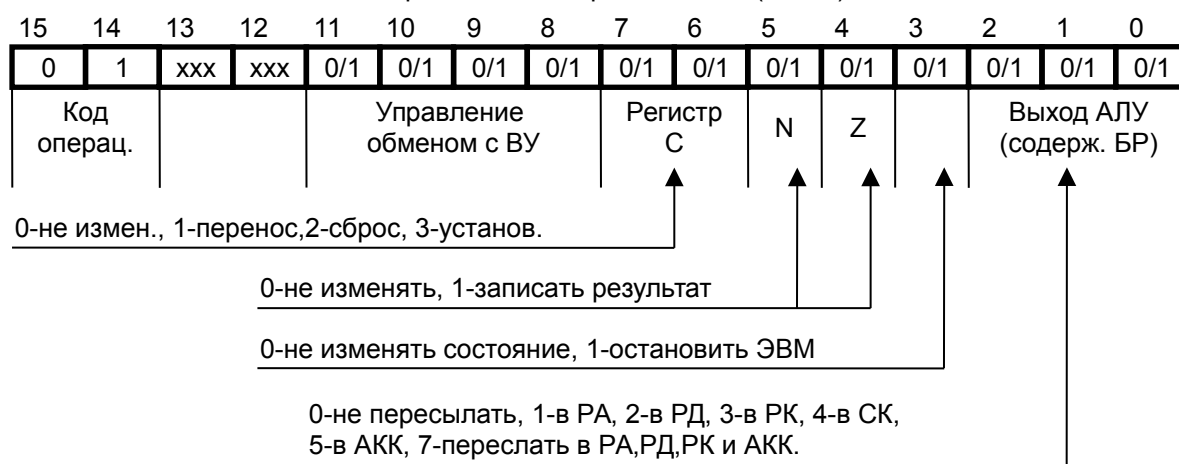 15 14 13 12 11 10 9 8 7 6 5 4 3 2 1 0
0 1 xxx xxx 0/1 0/1 0/1 0/1 0/1 0/1 0/1 0/1 0/1 0/1 0/1 0/1
Код Управление Регистр N Z Выход АЛУ
операц. обменом с ВУ С (содерж. БР)
0-не измен., 1-перенос,2-сброс, 3-установ.
0-не изменять, 1-записать результат
0-не изменять состояние, 1-остановить ЭВМ
0-не пересылать, 1-в РА, 2-в РД, 3-в РК, 4-в СК,
5-в АКК, 7-переслать в РА,РД,РК и АКК.